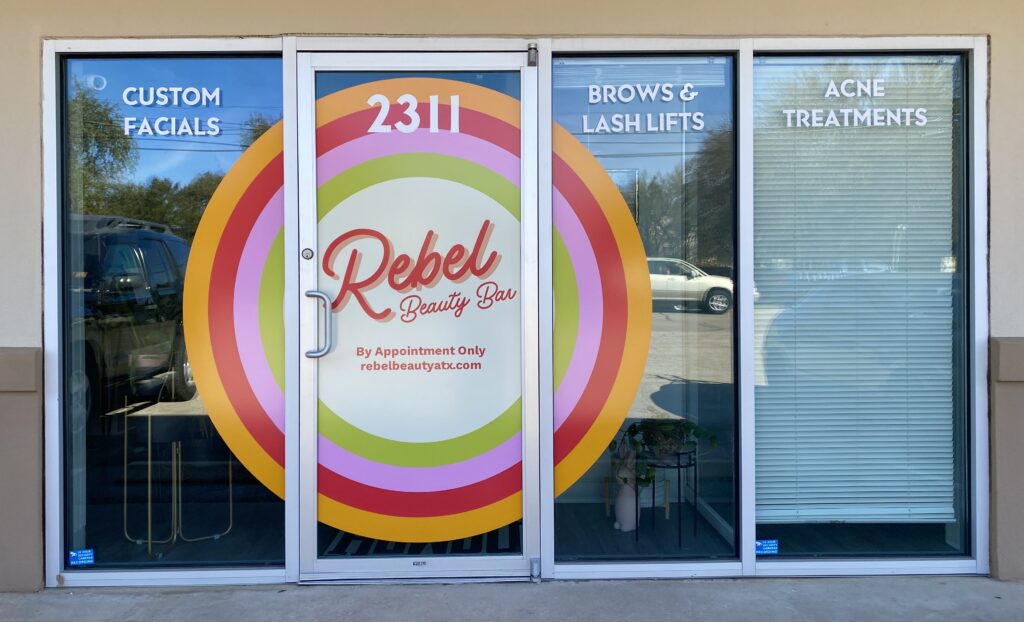 CUSTOM
FACIALS
2311
BROWS &
LASH LIFTS
ACNE
TREATMENTS
Rebel
Beauty Bar
By Appointment Only
rebelbeautyatx.com